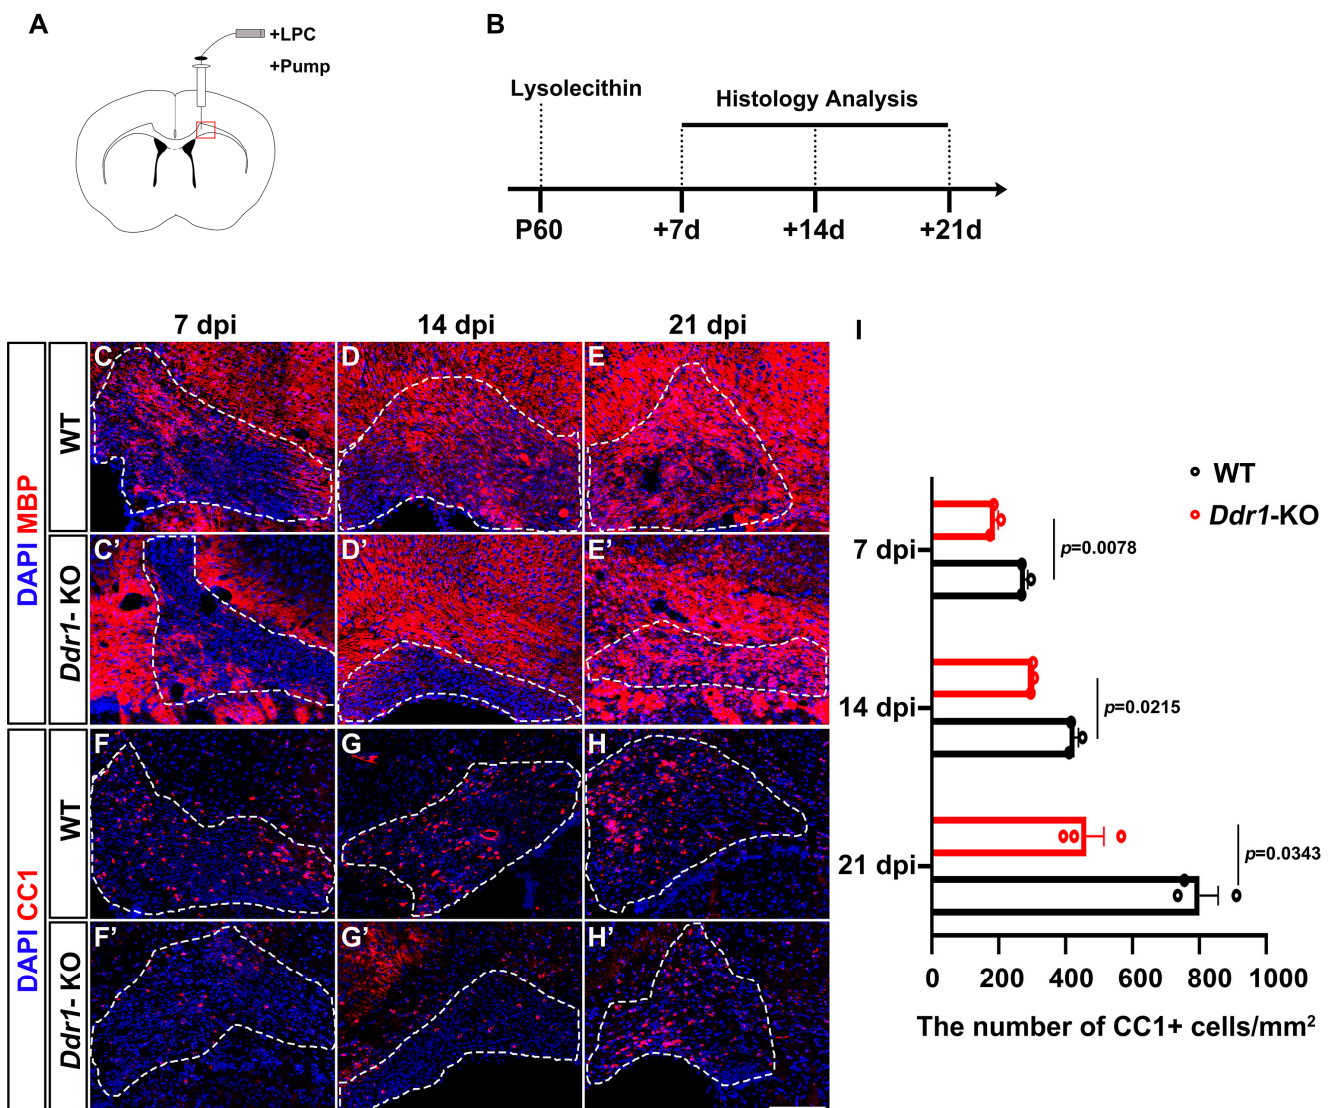 A
+LPC
+Pump
B
Lysolecithin
Histology Analysis
P60
+7d
+14d
+21d
7 dpi
14 dpi
21 dpi
DAPI MBP
WT
Ddr1- KO
DAPI CC1
WT
Ddr1- KO
C
D
E
C’
D’
E’
F
G
H
F’
G’
H’
I
WT
Ddr1-KO
7 dpi
p=0.0078
14 dpi
p=0.0215
21 dpi
p=0.0343
0 200 400 600 800 1000
The number of CC1+ cells/mm²